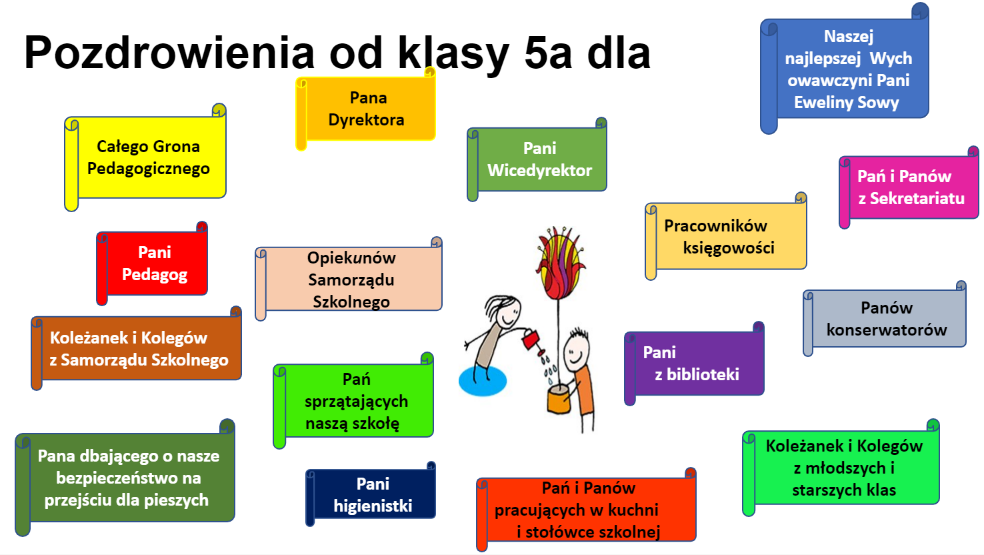 Pozdrowienia od klasy 5a dla
Naszej
najlepszej Wych
owawczyni Pani
Eweliny Sowy
Pana
Dyrektora
Całego Grona
Pedagogicznego
Pani
Wicedyrektor
Pań i Panów
z Sekretariatu
Pracowników
księgowości
Pani
Pedagog
Opiekunów
Samorządu
Szkolnego
Panów
konserwatorów
Koleżanek i Kolegów
z Samorządu Szkolnego
Pani
z biblioteki
Pań
sprzątających
naszą szkołę
Koleżanek i Kolegów
z młodszych i
starszych klas
Pana dbającego o nasze
bezpieczeństwo na
przejściu dla pieszych
Pani
higienistki
Pań i Panów
pracujących w kuchni
i stołówce szkolnej